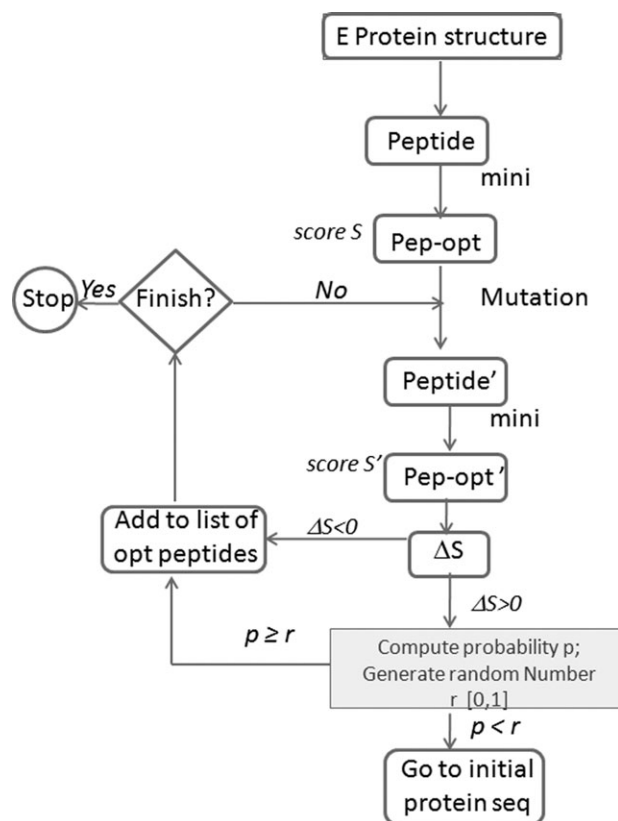 E Protein structure
Peptide
mini
score S
Pep-opt
Stop
Yes
Finish?
No
Mutation
Peptide’
mini
score S’
Pep-opt’
Add to list of
opt peptides
ΔS<0
ΔS
ΔS>0
p ≥ r
Compute probability p;
Generate random Number
r [0,1]
p < r
Go to initial
protein seq